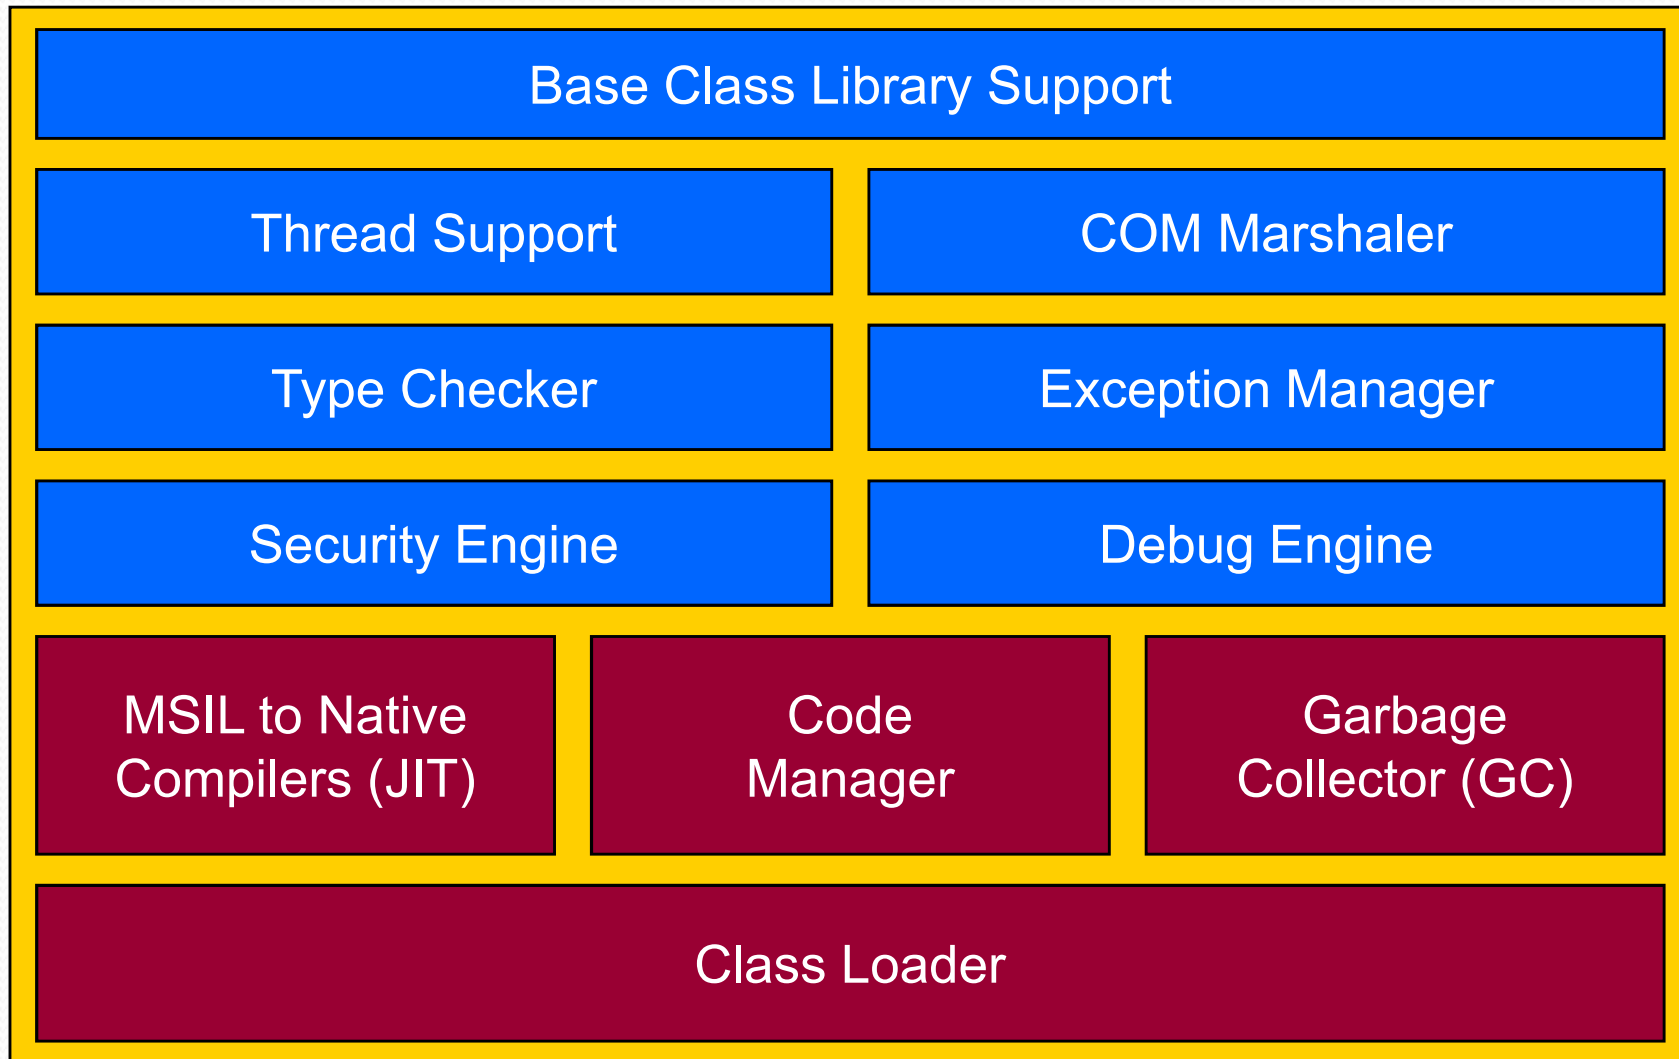 Base Class Library Support
Thread Support
COM Marshaler
Type Checker
Exception Manager
Security Engine
Debug Engine
MSIL to Native
Compilers (JIT)
Code
Manager
Garbage
Collector (GC)
Class Loader